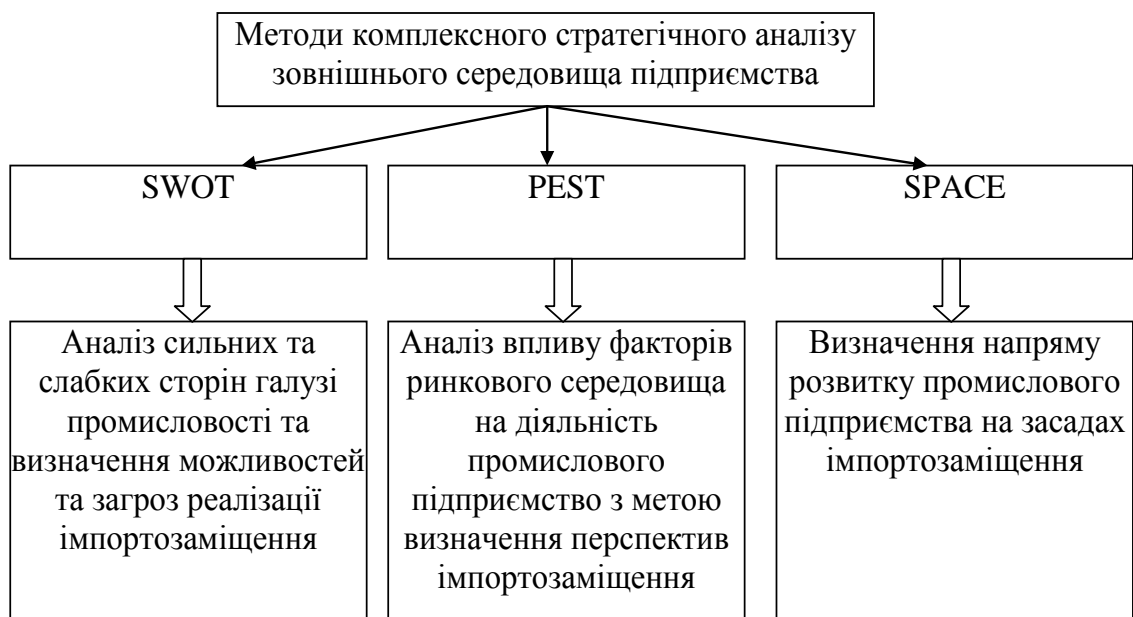 Методи комплексного стратегічного аналізу
зовнішнього середовища підприємства
SWOT
PEST
SPACE
Аналіз сильних та
слабких сторін галузі
промисловості та
визначення можливостей
та загроз реалізації
імпортозаміщення
Аналіз впливу факторів
ринкового середовища
на діяльність
промислового
підприємство з метою
визначення перспектив
імпортозаміщення
Визначення напряму
розвитку промислового
підприємства на засадах
імпортозаміщення